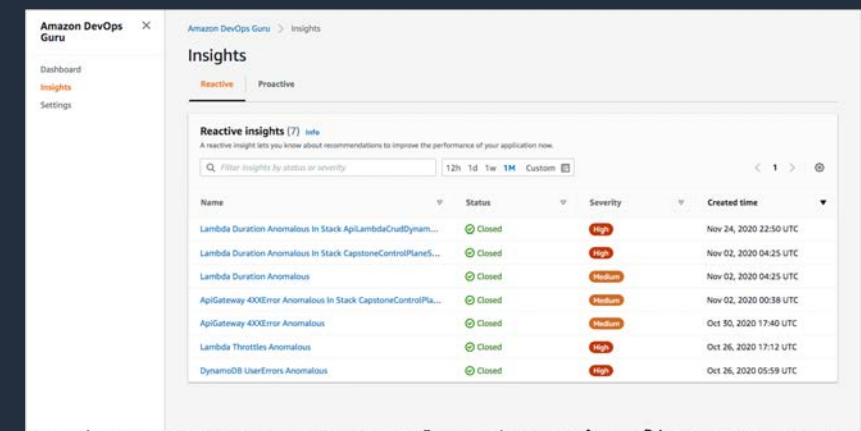 Amazon DevOps
Guru
Dashboard
Insights
Settings
Amazon DevOps Guru > Insights
Insights
Reactive Proactive
Reactive insights (7) Info
A reactive insight lets you know about recommendations to improve the performance of your application now.
Filter insights by status or severity 12h 1d 1w 1M Custom < 1 >
Name Status Severity Created time
Lambda Duration Anomalous In Stack ApiLambdaCrudDynam... Closed High Nov 24, 2020 22:50 UTC
Lambda Duration Anomalous In Stack CapstoneControlPlaneS... Closed High Nov 02, 2020 04:25 UTC
Lambda Duration Anomalous Closed Medium Nov 02, 2020 04:25 UTC
ApiGateway 4XXError Anomalous In Stack CapstoneControlPla... Closed Medium Nov 02, 2020 00:38 UTC
ApiGateway 4XXError Anomalous Closed Medium Oct 30, 2020 17:40 UTC
Lambda Throttles Anomalous Closed High Oct 26, 2020 17:12 UTC
DynamoDB UserErrors Anomalous Closed High Oct 26, 2020 05:59 UTC